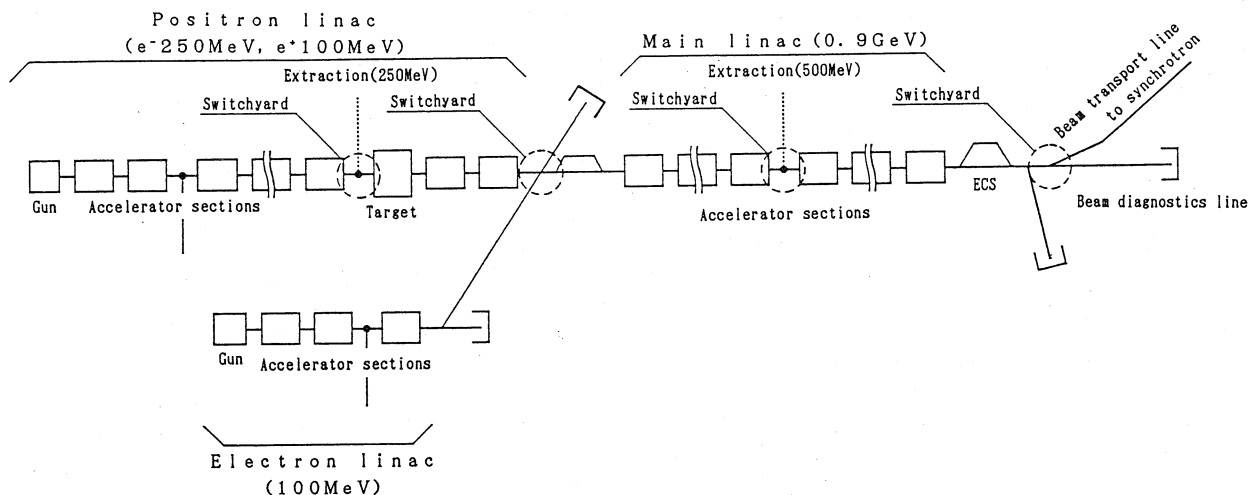 Positron linac
(e⁻250MeV, e⁺100MeV)
Main linac (0.9GeV)
Extraction(250MeV)
Extraction(500MeV)
Switchyard
Switchyard
Switchyard
Switchyard
Beam transport line
to synchrotron
Gun
Accelerator sections
Target
Accelerator sections
ECS
Beam diagnostics line
Gun
Accelerator sections
Electron linac
(100MeV)